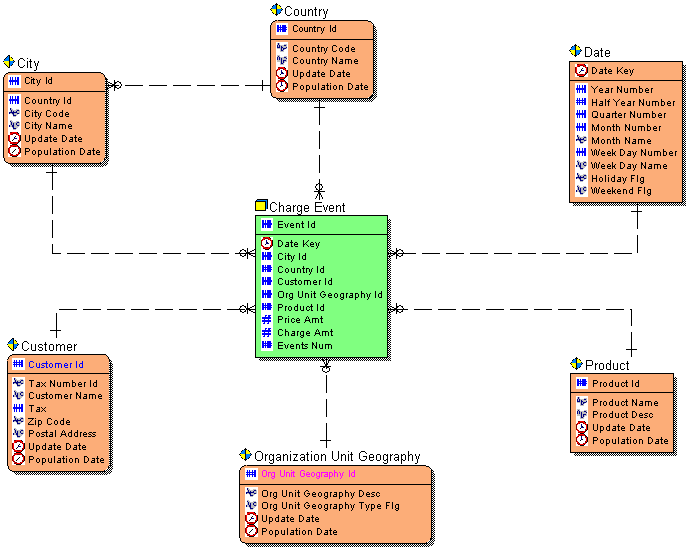 Country
Country Id
Country Code
Country Name
Update Date
Population Date
City
City Id
Country Id
City Code
City Name
Update Date
Population Date
Date
Date Key
Year Number
Half Year Number
Quarter Number
Month Number
Month Name
Week Day Number
Week Day Name
Holiday Flg
Weekend Flg
Charge Event
Event Id
Date Key
City Id
Country Id
Customer Id
Org Unit Geography Id
Product Id
Price Amt
Charge Amt
Events Num
Customer
Customer Id
Tax Number Id
Customer Name
Tax
Zip Code
Postal Address
Update Date
Population Date
Product
Product Id
Product Name
Product Desc
Update Date
Population Date
Organization Unit Geography
Org Unit Geography Id
Org Unit Geography Desc
Org Unit Geography Type Flg
Update Date
Population Date